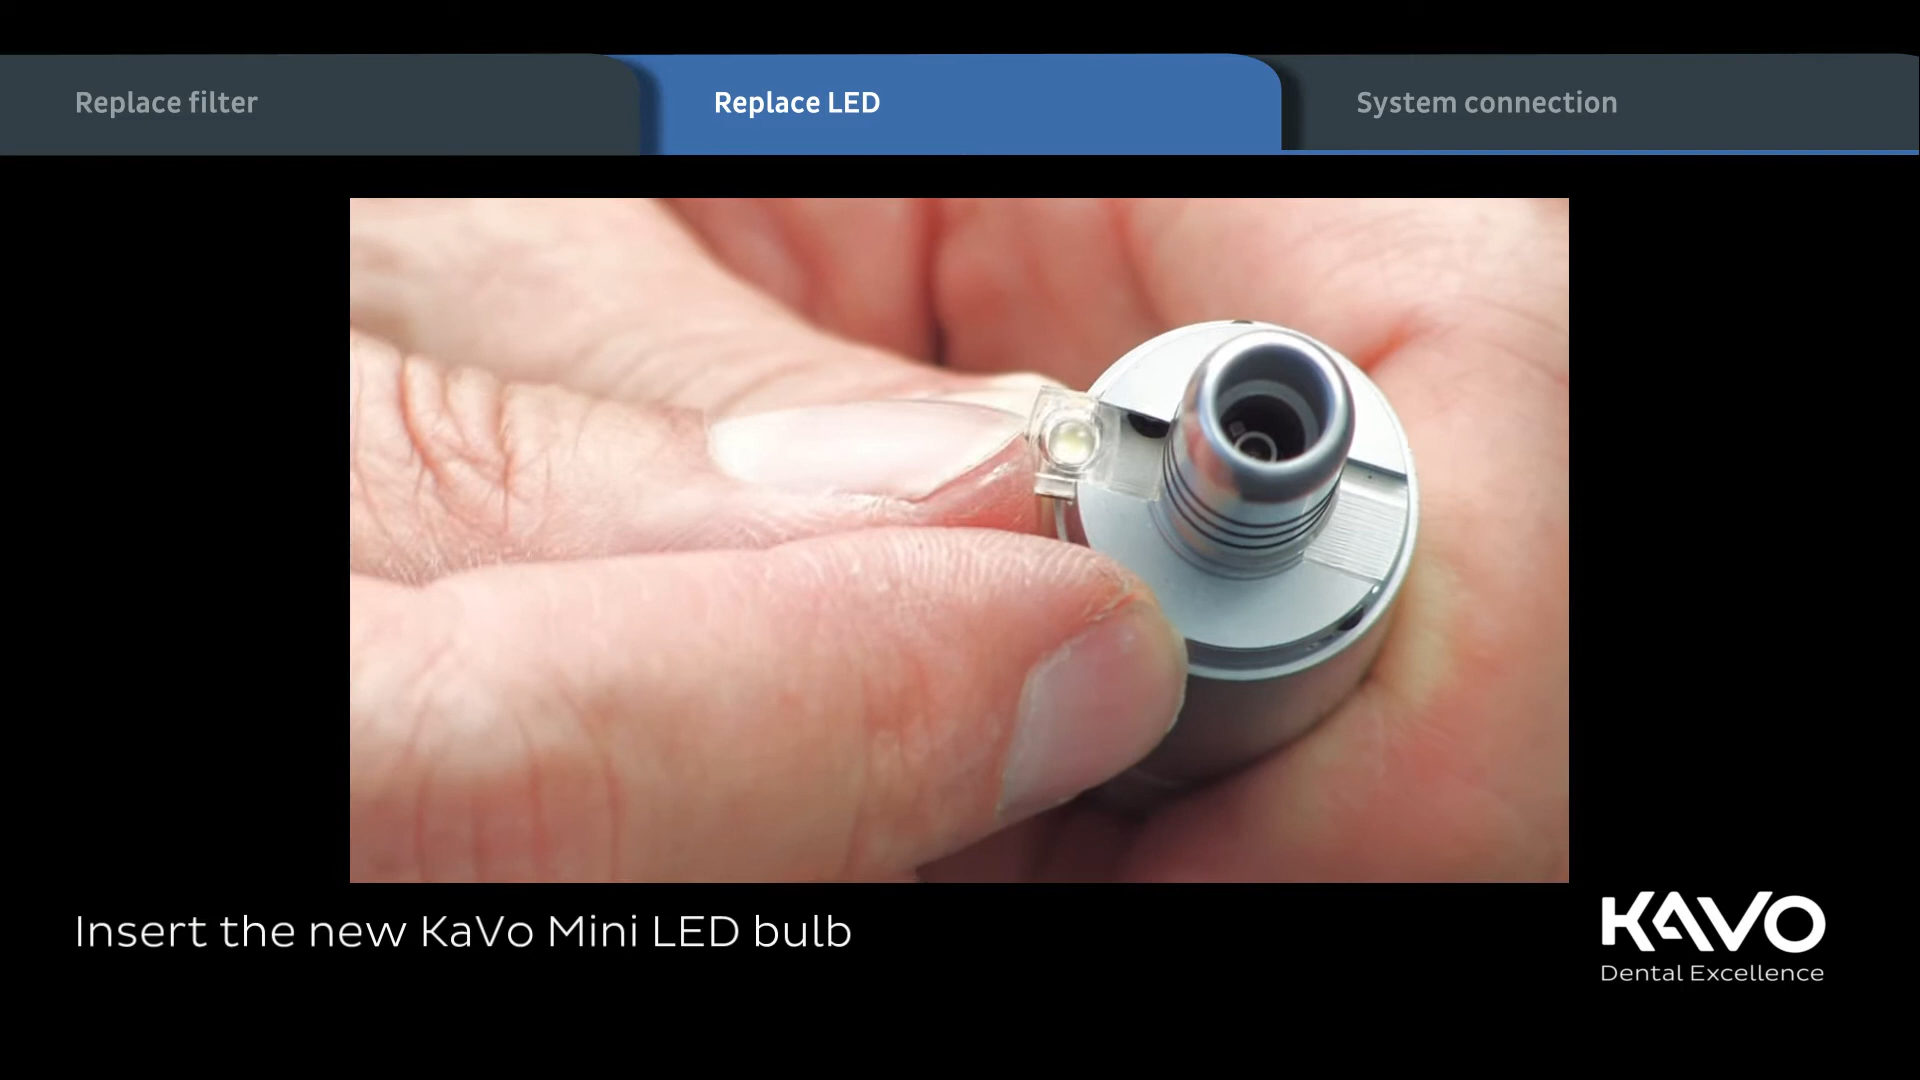 Replace filter
Replace LED
System connection
Insert the new KaVo Mini LED bulb
KAVO
Dental Excellence